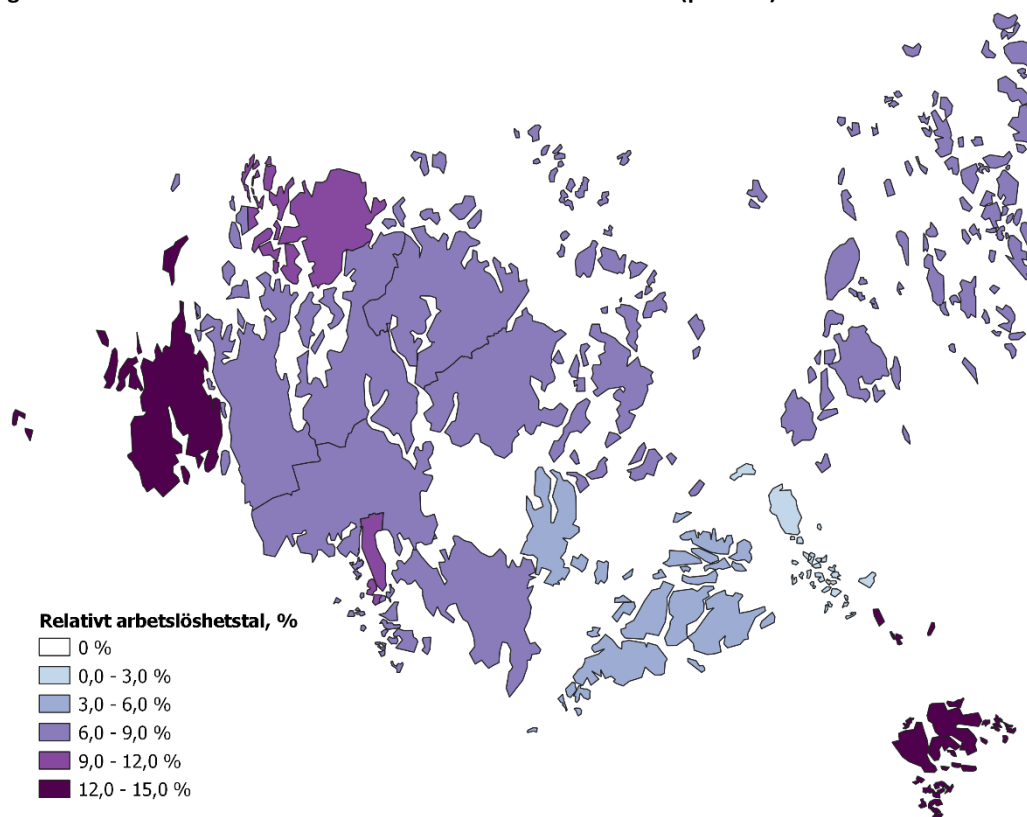 Relativt arbetslöshetstal, %
0 %
0,0 - 3,0 %
3,0 - 6,0 %
6,0 - 9,0 %
9,0 - 12,0 %
12,0 - 15,0 %